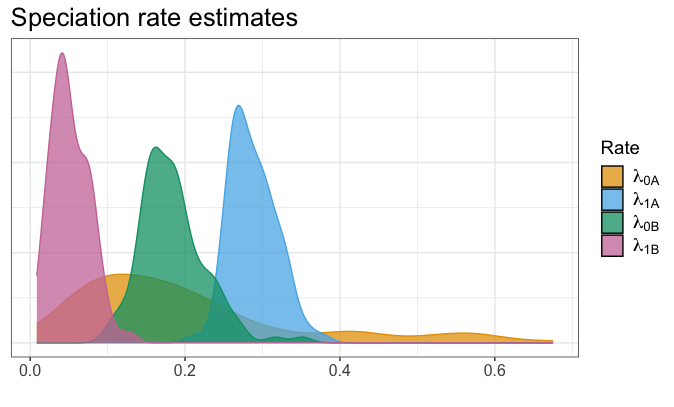 Speciation rate estimates
Rate
λ0A
λ1A
λ0B
λ1B
0.0 0.2 0.4 0.6